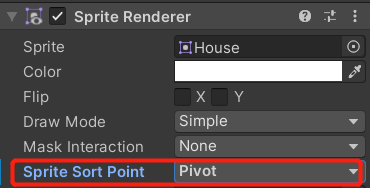 Sprite Renderer
Sprite House
Color
Flip X Y
Draw Mode Simple
Mask Interaction None
Sprite Sort Point Pivot